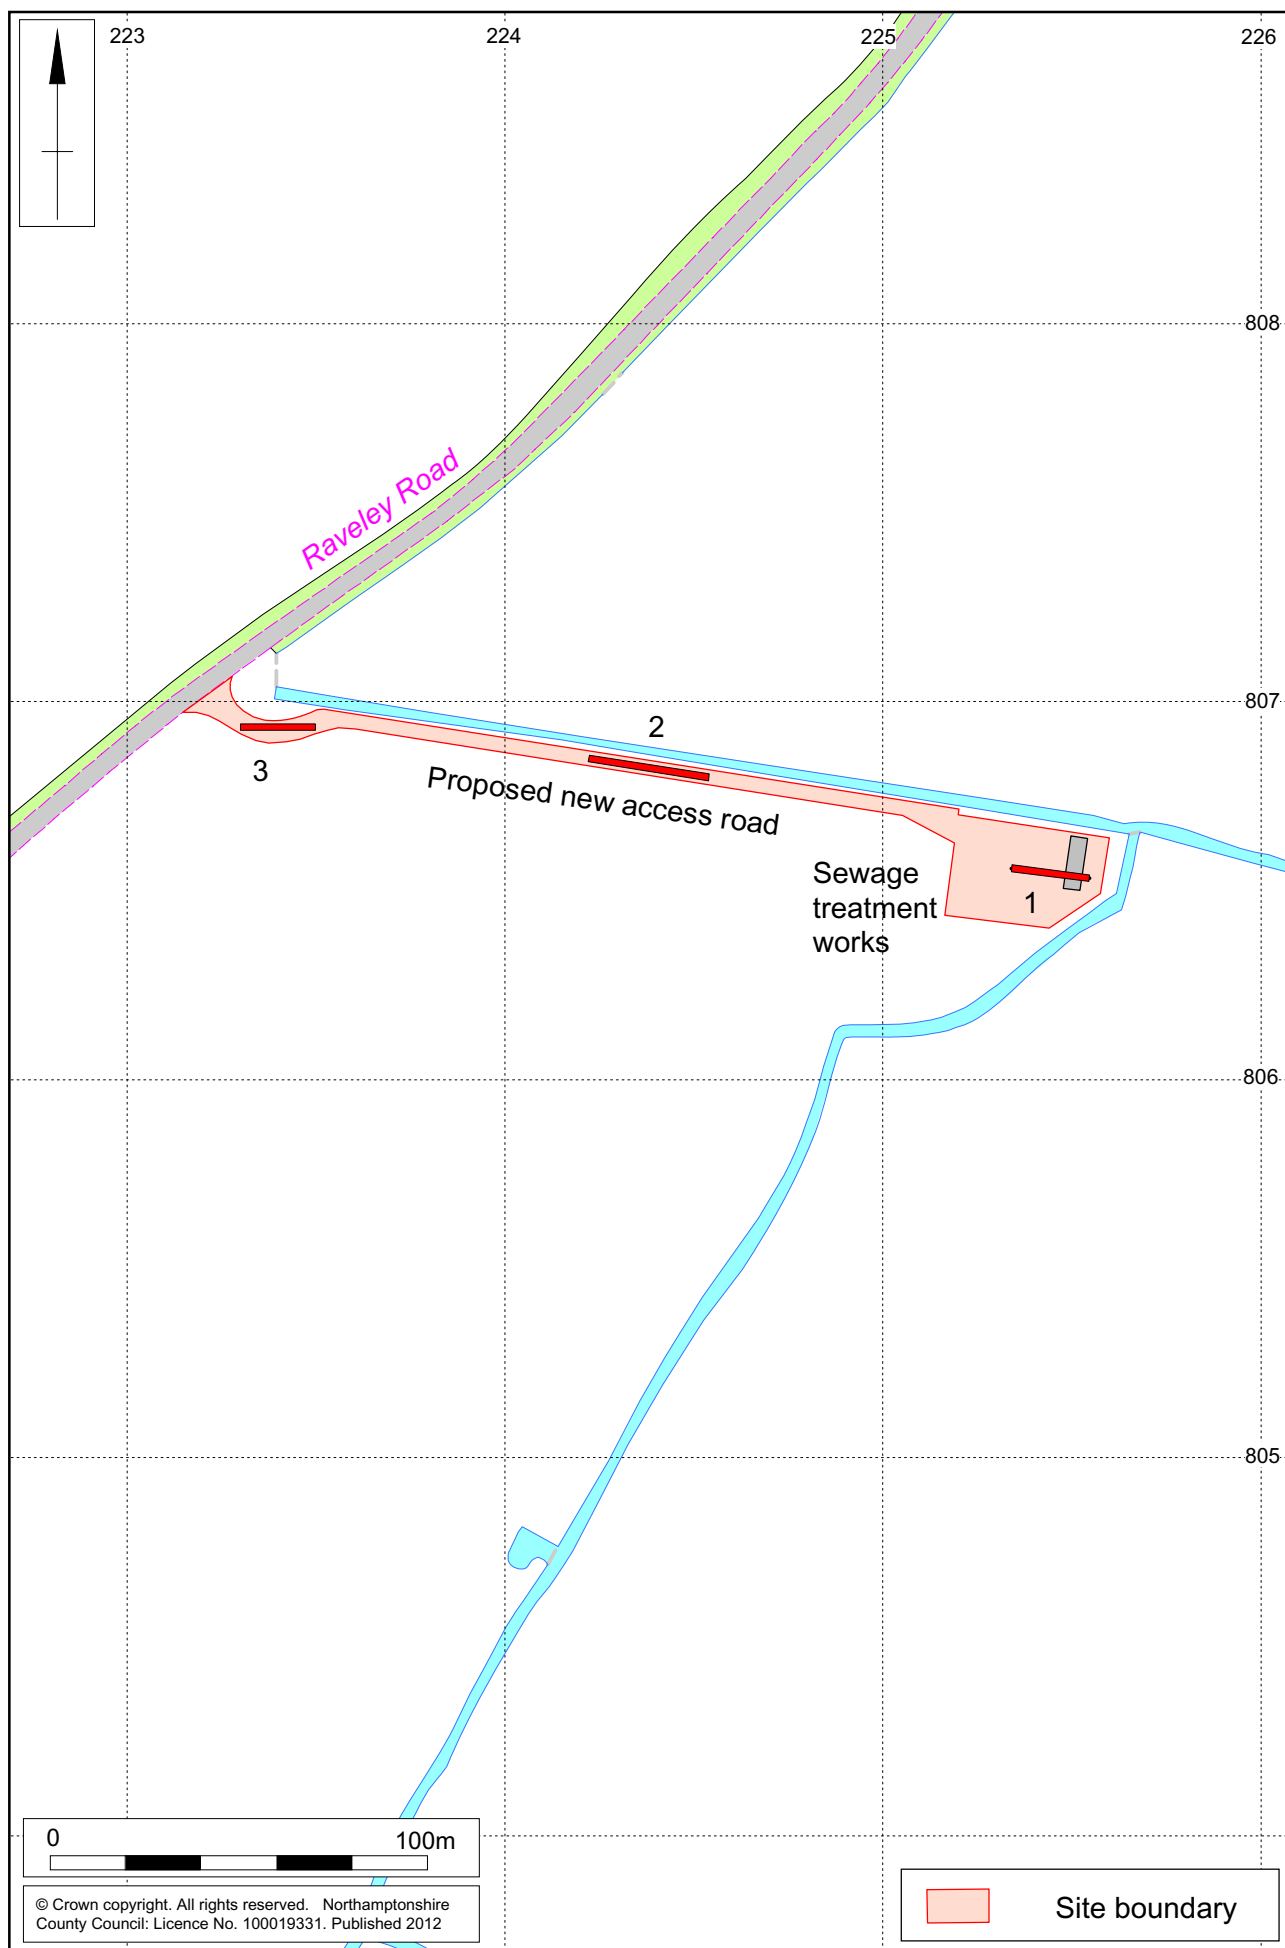 223
224
225
226
808
Raveley Road
807
2
3
Proposed new access road
Sewage
treatment
works
1
806
805
0
100m
© Crown copyright. All rights reserved. Northamptonshire
County Council: Licence No. 100019331. Published 2012
Site boundary